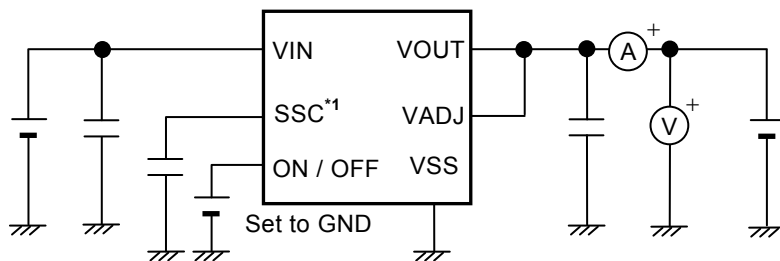 VIN
VOUT
A
+
+
SSC*1
VADJ
V
ON / OFF
VSS
Set to GND